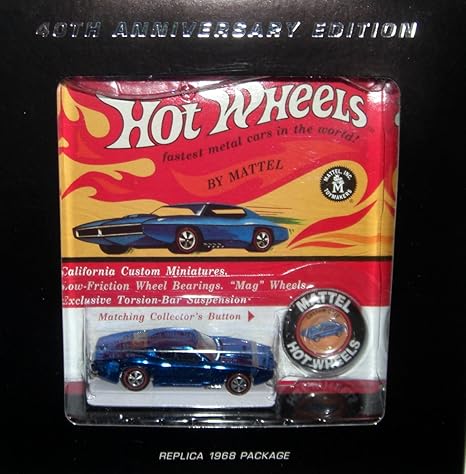 40TH ANNIVERSARY EDITION
HOT WHEELS
fastest metal cars in the world!
BY MATTEL
MATTEL, INC.
M
TOYMAKERS
California Custom Miniatures.
Low-Friction Wheel Bearings. "Mag" Wheels.
Exclusive Torsion-Bar Suspension.
Matching Collector's Button
MATTEL
HOT WHEELS
REPLICA 1968 PACKAGE